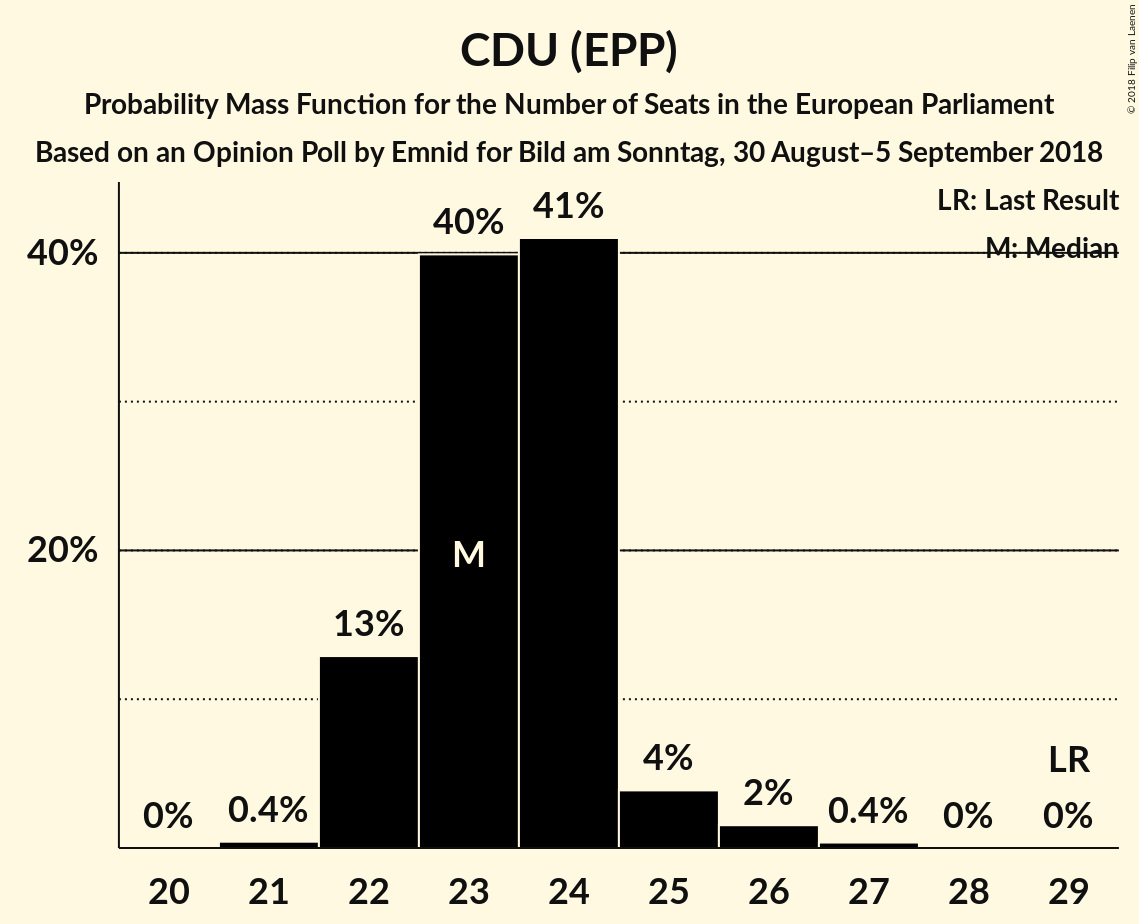 CDU (EPP)
Probability Mass Function for the Number of Seats in the European Parliament
Based on an Opinion Poll by Emnid for Bild am Sonntag, 30 August–5 September 2018
© 2018 Filip van Laenen
LR: Last Result
M: Median
40%
20%
0%
0.4%
13%
40%
M
41%
4%
2%
0.4%
0%
LR
0%
20 21 22 23 24 25 26 27 28 29